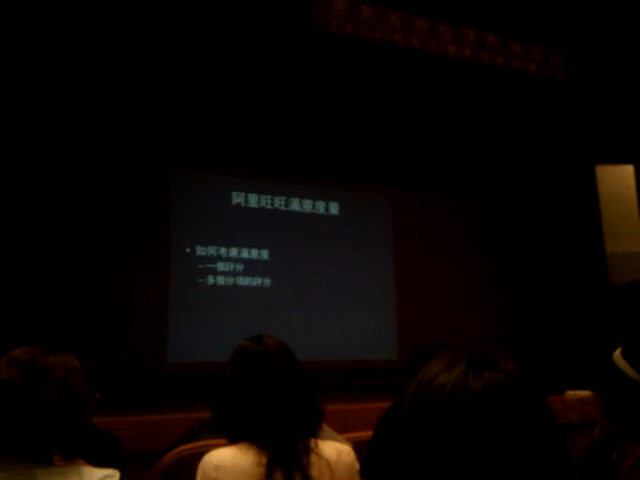 阿里旺旺滿意度量
• 如何考慮滿意度
– 一個評分
– 多個分項的評分